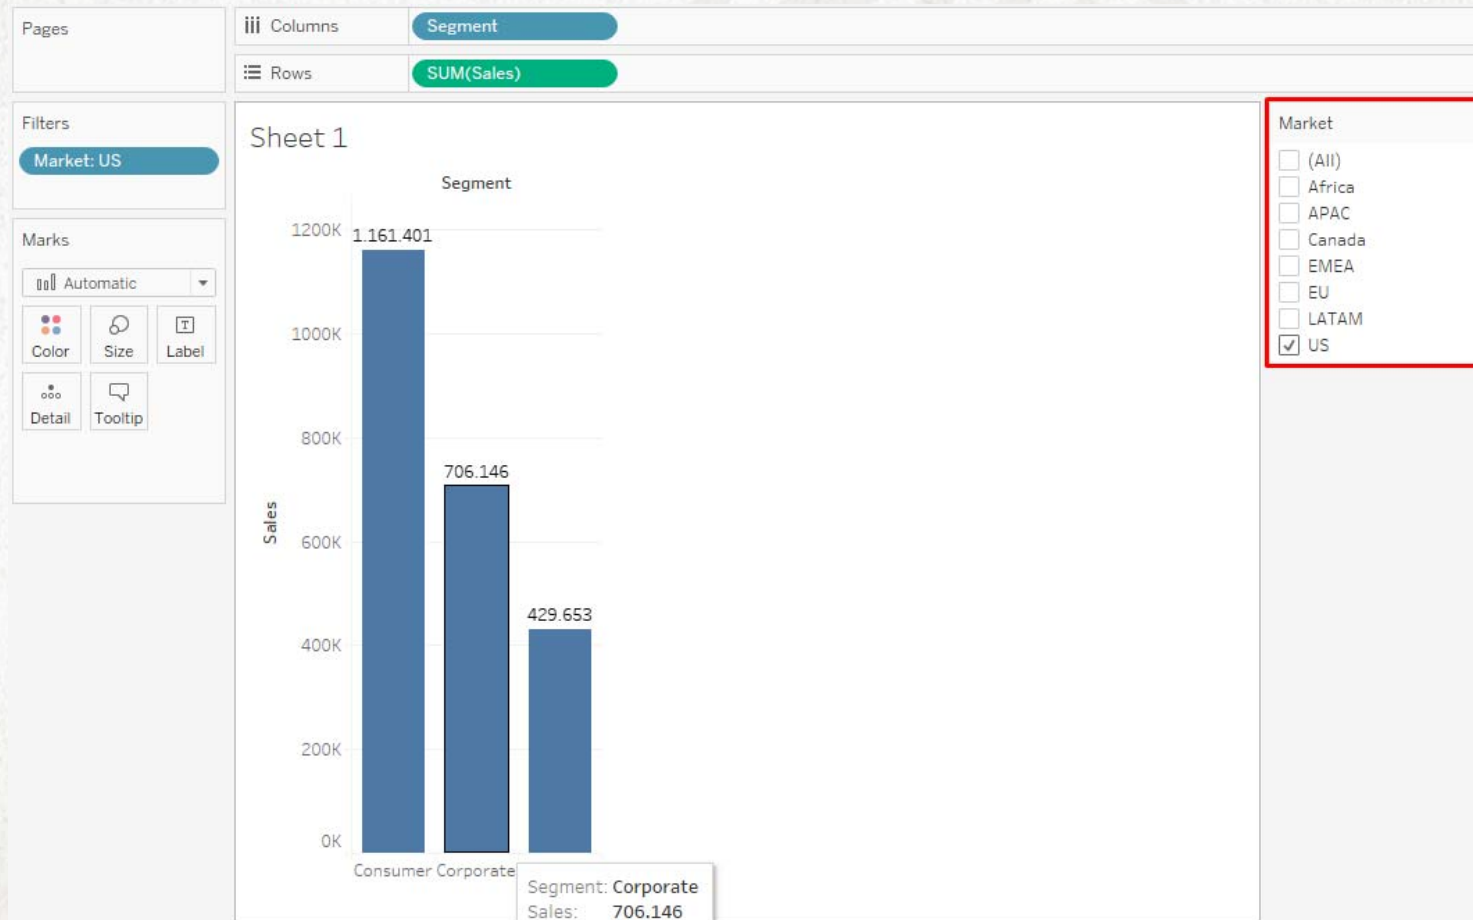 Pages
Columns
Segment
Rows
SUM(Sales)
Filters
Market: US
Marks
Automatic
Color
Size
T
Label
Detail
Tooltip
Sheet 1
Segment
1200K
1000K
800K
600K
400K
200K
0K
Sales
1.161.401
706.146
429.653
Consumer
Corporate
Segment: Corporate
Sales: 706.146
Market
(All)
Africa
APAC
Canada
EMEA
EU
LATAM
US